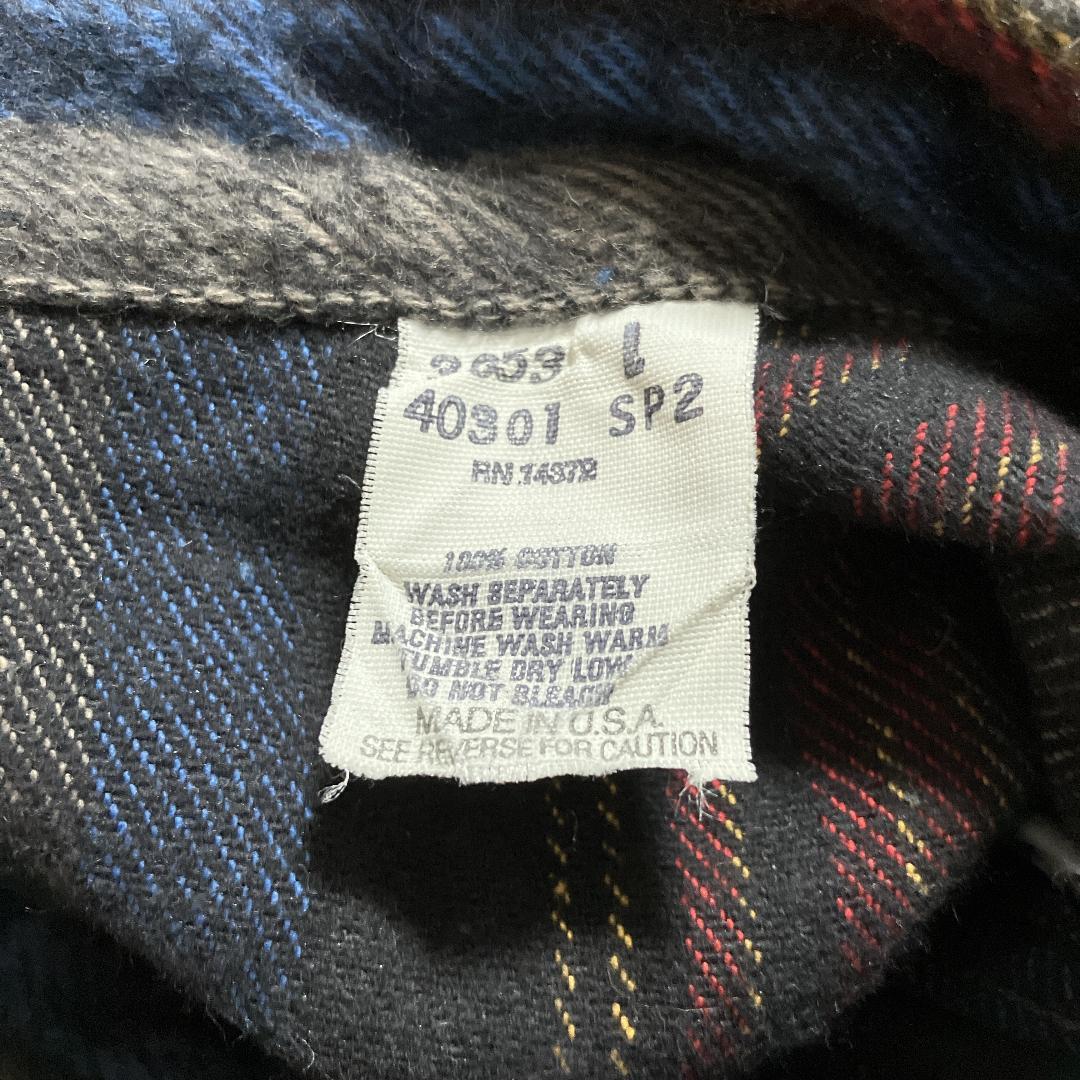 2653 L
40301 SP2
RN 14372
100% COTTON
WASH SEPARATELY
BEFORE WEARING
MACHINE WASH WARM
TUMBLE DRY LOW
DO NOT BLEACH
MADE IN U.S.A.
SEE REVERSE FOR CAUTION